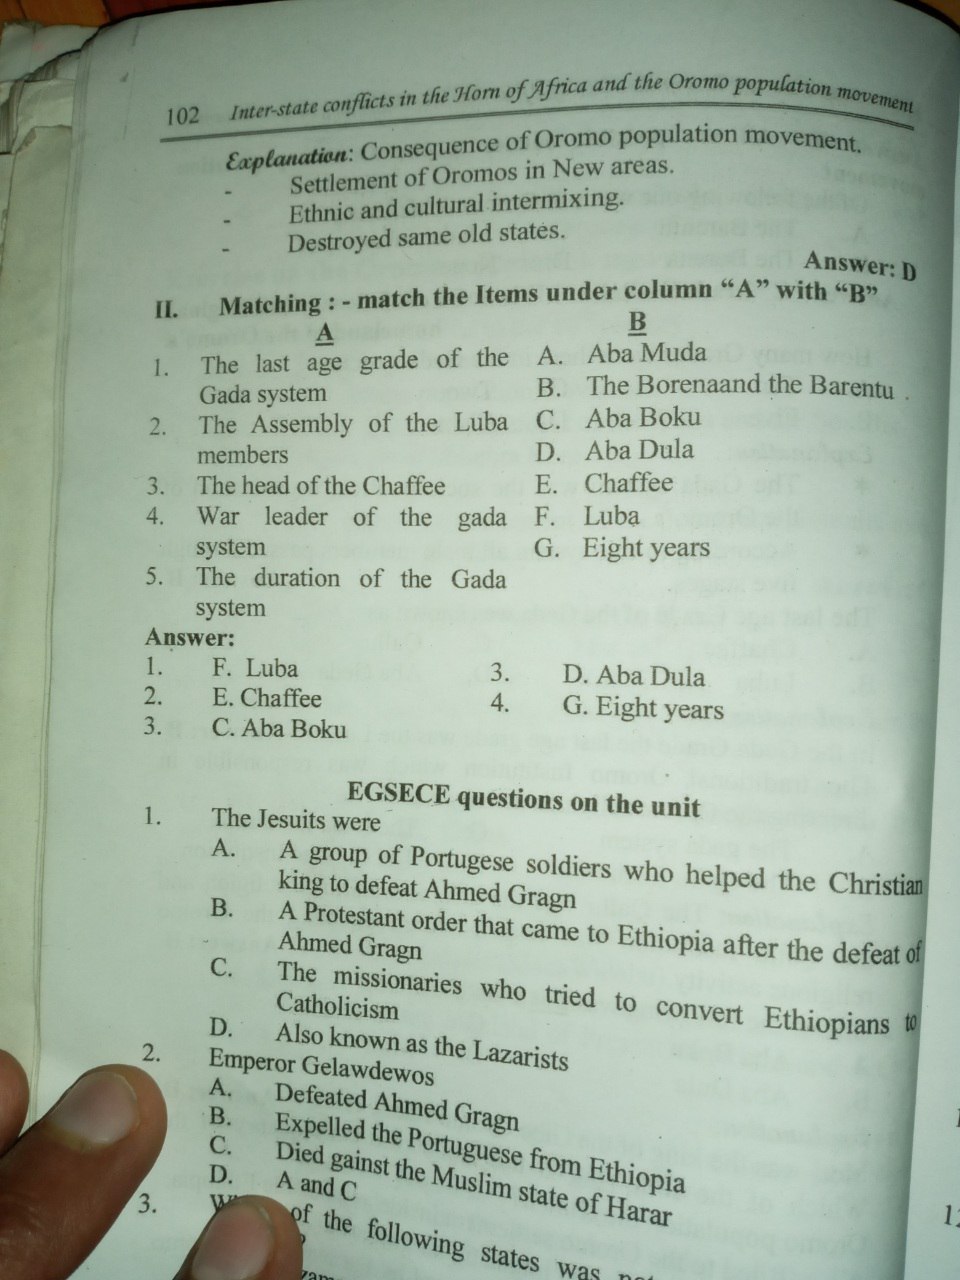 102 Inter-state conflicts in the Horn of Africa and the Oromo population movement
Explanation: Consequence of Oromo population movement.
- Settlement of Oromos in New areas.
- Ethnic and cultural intermixing.
- Destroyed same old states.
Answer: D
II. Matching : - match the Items under column “A” with “B”
A B
1. The last age grade of the A. Aba Muda
Gada system B. The Borenaand the Barentu .
2. The Assembly of the Luba C. Aba Boku
members D. Aba Dula
3. The head of the Chaffee E. Chaffee
4. War leader of the gada F. Luba
system G. Eight years
5. The duration of the Gada
system
Answer:
1. F. Luba 3. D. Aba Dula
2. E. Chaffee 4. G. Eight years
3. C. Aba Boku
EGSECE questions on the unit
1. The Jesuits were
A. A group of Portugese soldiers who helped the Christian
king to defeat Ahmed Gragn
B. A Protestant order that came to Ethiopia after the defeat of
Ahmed Gragn
C. The missionaries who tried to convert Ethiopians to
Catholicism
D. Also known as the Lazarists
2. Emperor Gelawdewos
A. Defeated Ahmed Gragn
B. Expelled the Portuguese from Ethiopia
C. Died gainst the Muslim state of Harar
D. A and C
3. of the following states was